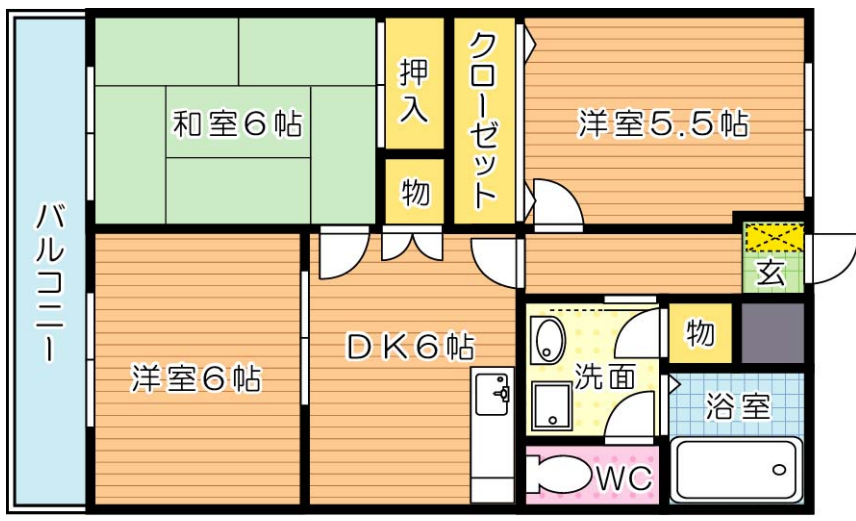 和室6帖
押入
クローゼット
洋室5.5帖
物
バルコニー
玄
洋室6帖
DK6帖
物
洗面
浴室
WC